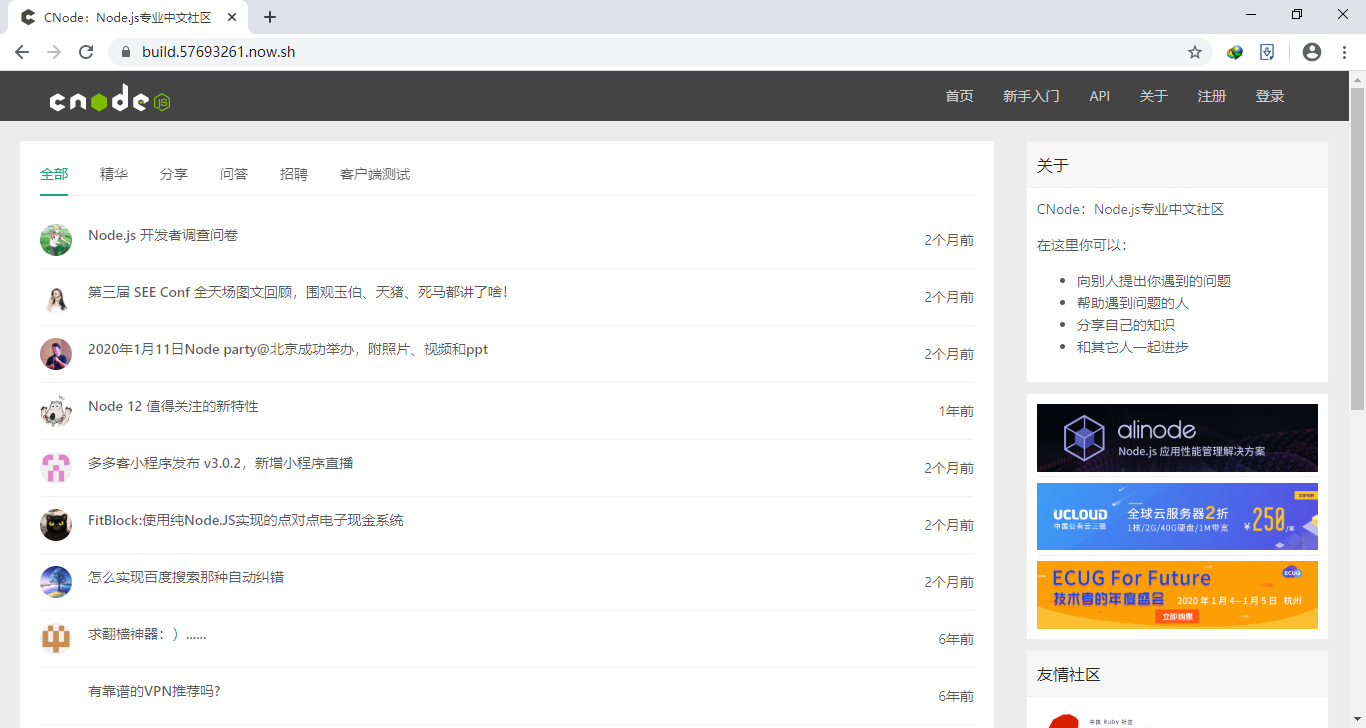 CNode：Node.js专业中文社区
build.57693261.now.sh
cnode JS
首页 新手入门 API 关于 注册 登录
全部 精华 分享 问答 招聘 客户端测试
Node.js 开发者调查问卷 2个月前
第三届 SEE Conf 全天场图文回顾，围观玉伯、天猪、死马都讲了啥！ 2个月前
2020年1月11日Node party@北京成功举办，附照片、视频和ppt 2个月前
Node 12 值得关注的新特性 1年前
多多客小程序发布 v3.0.2，新增小程序直播 2个月前
FitBlock:使用纯Node.JS实现的点对点电子现金系统 2个月前
怎么实现百度搜索那种自动纠错 2个月前
求翻樯神器：）...... 6年前
有靠谱的VPN推荐吗? 6年前
关于
CNode：Node.js专业中文社区
在这里你可以：
向别人提出你遇到的问题
帮助遇到问题的人
分享自己的知识
和其它人一起进步
alinode
Node.js 应用性能管理解决方案
UCLOUD
中国公有云三强
全球云服务器2折
1核/2G/40G硬盘/1M带宽
¥250/年
ECUG For Future
ECUG
技术者的年度盛会 2020年1月4—1月5日 杭州
立即购票
友情社区
中国 Ruby 社区